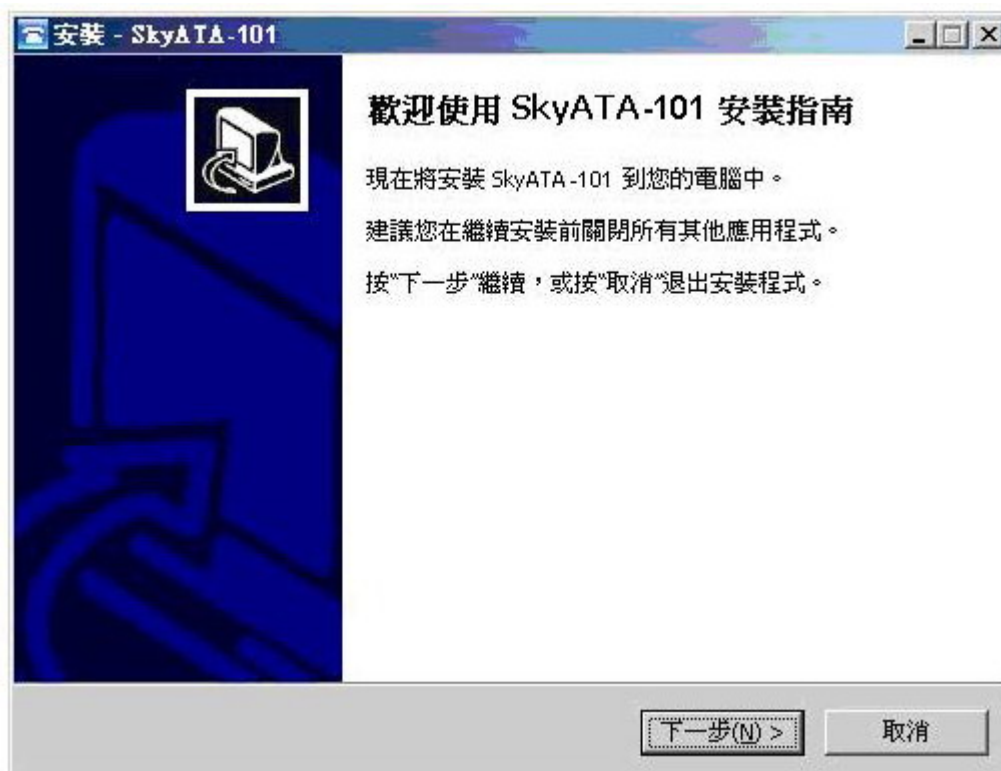 安裝 - SkyATA-101
歡迎使用 SkyATA-101 安裝指南
現在將安裝 SkyATA-101 到您的電腦中。
建議您在繼續安裝前關閉所有其他應用程式。
按"下一步"繼續，或按"取消"退出安裝程式。
下一步(N) >
取消